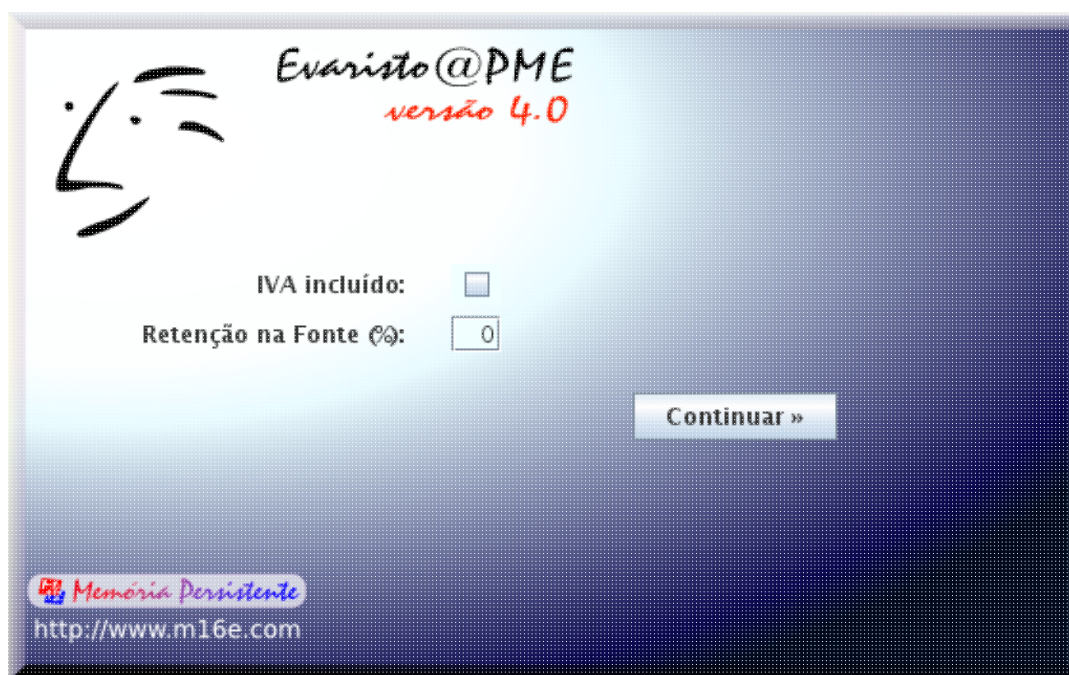 Evaristo@PME
versão 4.0
IVA incluído:
Retenção na Fonte (%): 0
Continuar »
Memória Persistente
http://www.m16e.com